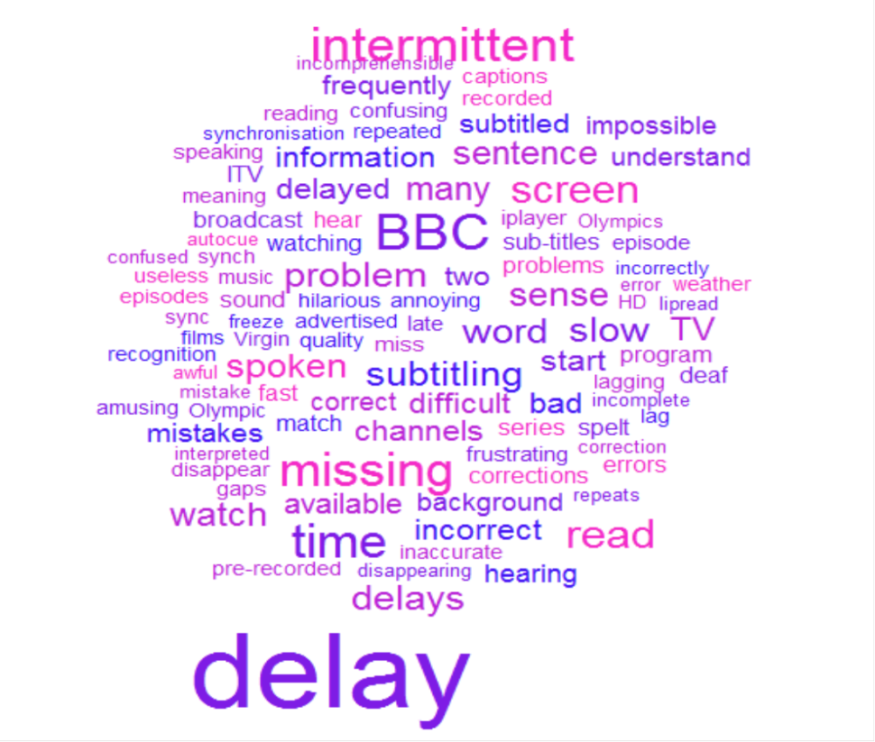 intermittent
incomprehensible
frequently captions
recorded
reading confusing
synchronisation repeated subtitled impossible
speaking information sentence understand
ITV
meaning delayed many screen
broadcast hear BBC iplayer Olympics
autocue watching sub-titles episode
confused synch
useless music problem two problems incorrectly
error weather
episodes sound hilarious annoying sense HD lipread
sync freeze advertised late word slow TV
films Virgin quality miss
recognition start program
awful spoken subtitling lagging deaf
mistake fast incomplete
amusing Olympic correct difficult bad lag
mistakes match channels series spelt
interpreted frustrating correction
disappear missing corrections errors
gaps
watch available background repeats
time incorrect read
inaccurate
pre-recorded disappearing hearing
delays
delay